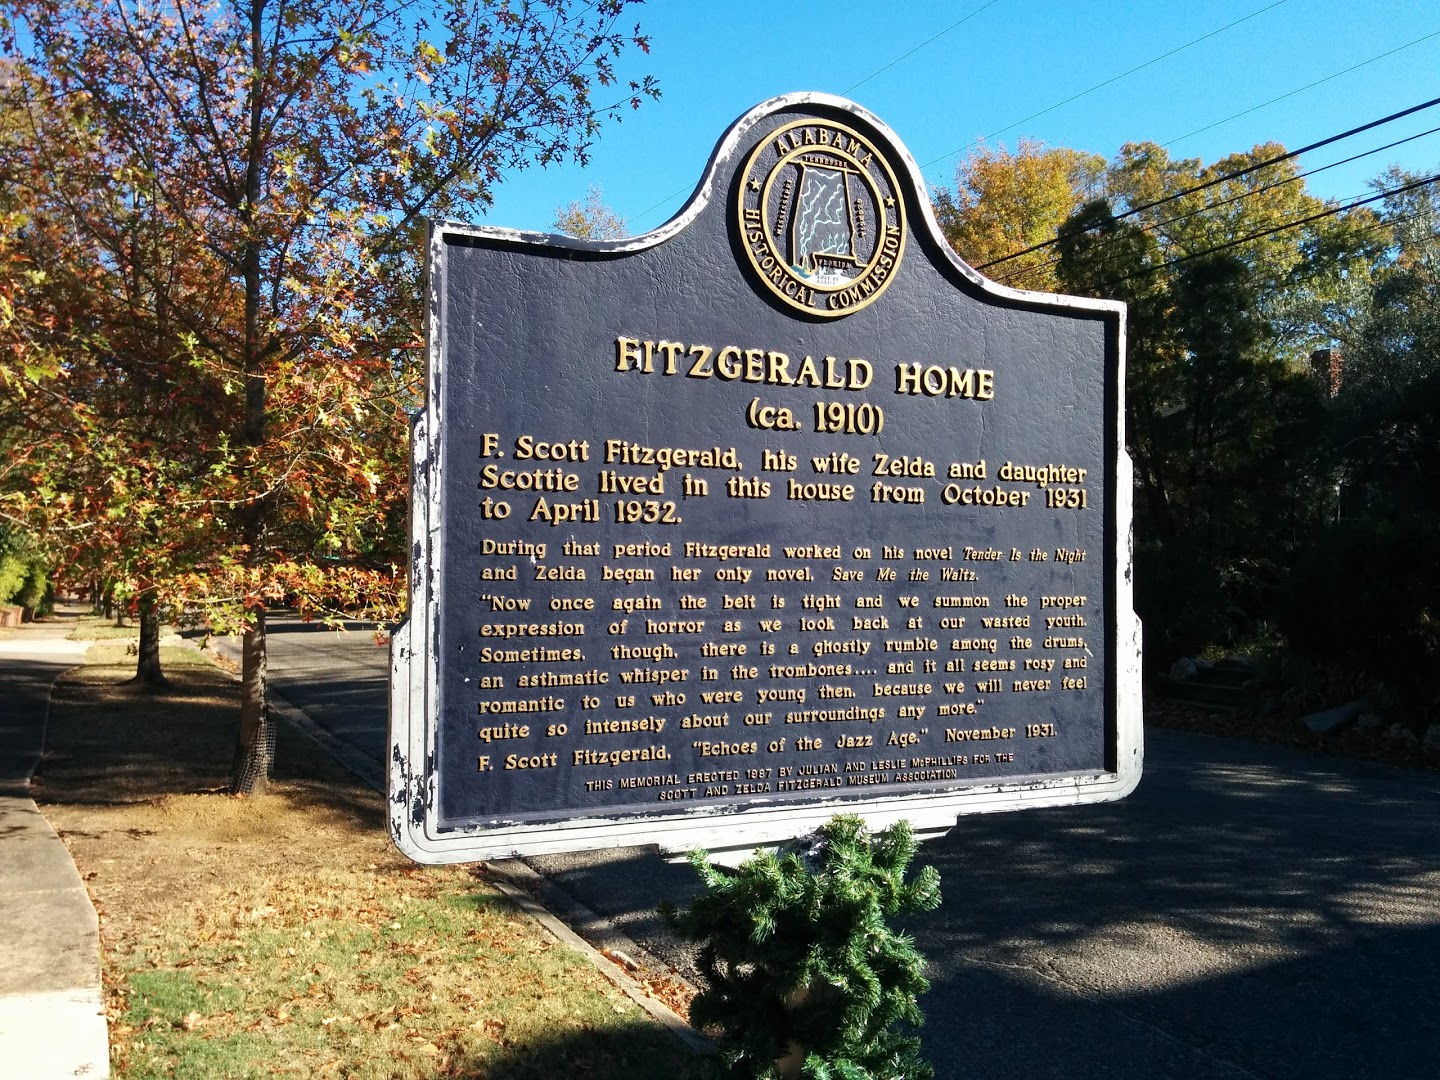 ALABAMA
HISTORICAL COMMISSION
TENNESSEE
MISSISSIPPI
GEORGIA
FLORIDA
FITZGERALD HOME
(ca. 1910)
F. Scott Fitzgerald, his wife Zelda and daughter
Scottie lived in this house from October 1931
to April 1932.
During that period Fitzgerald worked on his novel Tender Is the Night
and Zelda began her only novel, Save Me the Waltz.
"Now once again the belt is tight and we summon the proper
expression of horror as we look back at our wasted youth.
Sometimes, though, there is a ghostly rumble among the drums,
an asthmatic whisper in the trombones.... and it all seems rosy and
romantic to us who were young then, because we will never feel
quite so intensely about our surroundings any more."
F. Scott Fitzgerald, "Echoes of the Jazz Age," November 1931.
THIS MEMORIAL ERECTED 1987 BY JULIAN AND LESLIE McPHILLIPS FOR THE
SCOTT AND ZELDA FITZGERALD MUSEUM ASSOCIATION